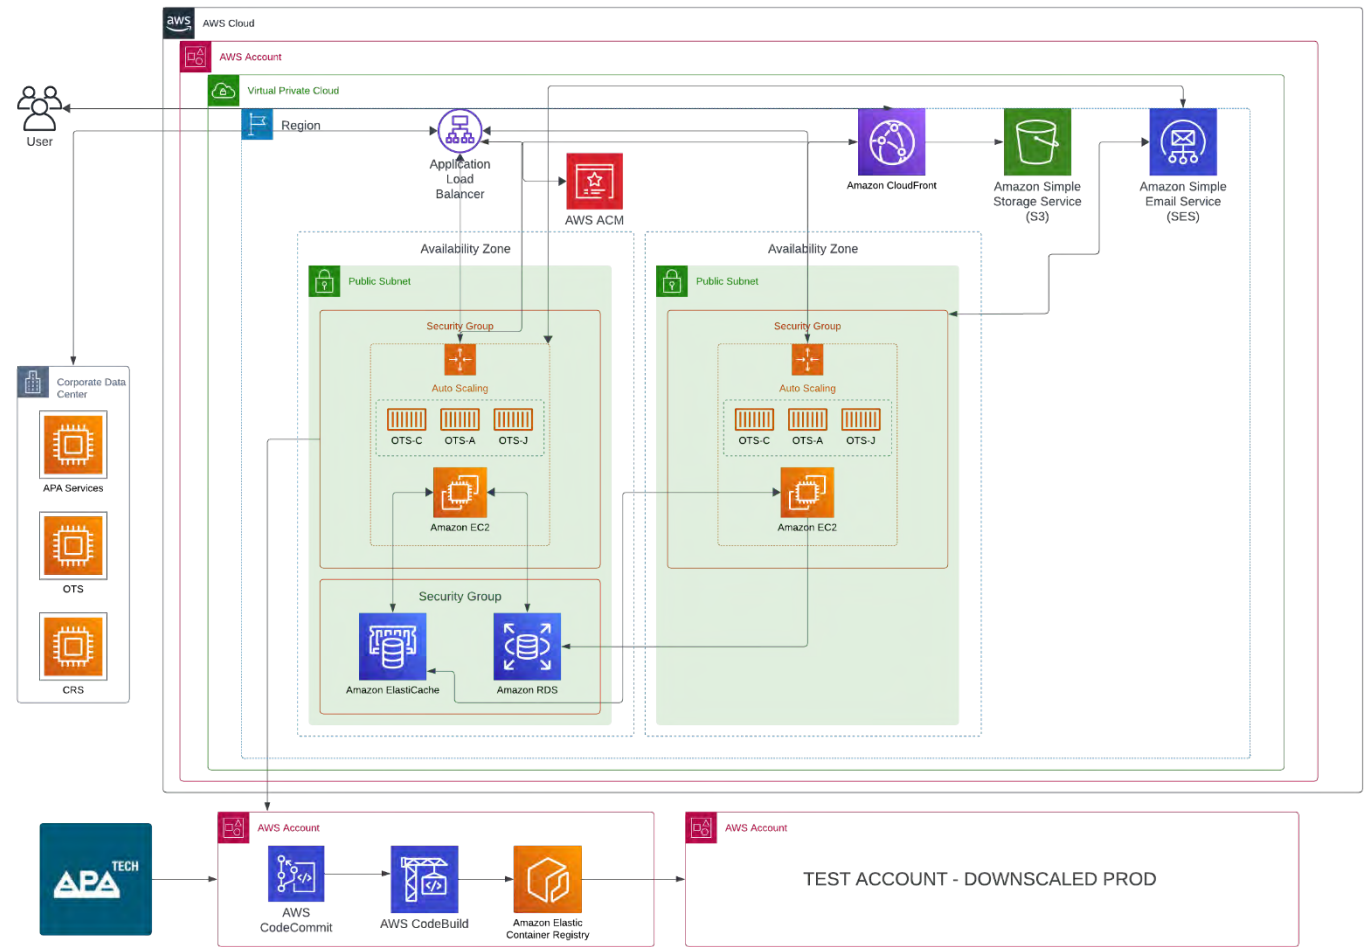 aws
AWS Cloud
AWS Account
Virtual Private Cloud
Region
User
Application
Load
Balancer
AWS ACM
Amazon CloudFront
Amazon Simple
Storage Service
(S3)
Amazon Simple
Email Service
(SES)
Availability Zone
Availability Zone
Public Subnet
Public Subnet
Security Group
Security Group
Auto Scaling
Auto Scaling
OTS-C
OTS-A
OTS-J
OTS-C
OTS-A
OTS-J
Amazon EC2
Amazon EC2
Security Group
Amazon ElastiCache
Amazon RDS
Corporate Data
Center
APA Services
OTS
CRS
APA TECH
AWS Account
AWS
CodeCommit
AWS CodeBuild
Amazon Elastic
Container Registry
AWS Account
TEST ACCOUNT - DOWNSCALED PROD